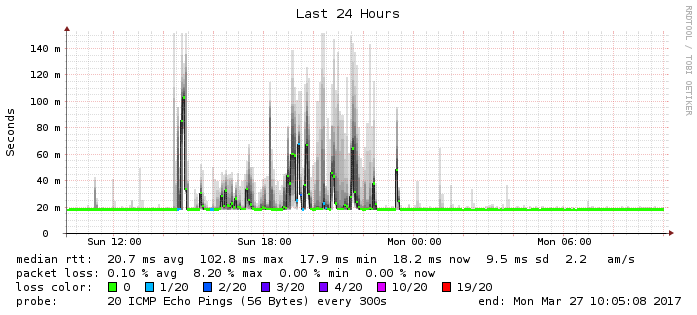 Last 24 Hours
RRDTOOL / TOBI OETIKER
Seconds
140 m
120 m
100 m
80 m
60 m
40 m
20 m
0
Sun 12:00 Sun 18:00 Mon 00:00 Mon 06:00
median rtt: 20.7 ms avg 102.8 ms max 17.9 ms min 18.2 ms now 9.5 ms sd 2.2 am/s
packet loss: 0.10 % avg 8.20 % max 0.00 % min 0.00 % now
loss color: 0 1/20 2/20 3/20 4/20 10/20 19/20
probe: 20 ICMP Echo Pings (56 Bytes) every 300s end: Mon Mar 27 10:05:08 2017